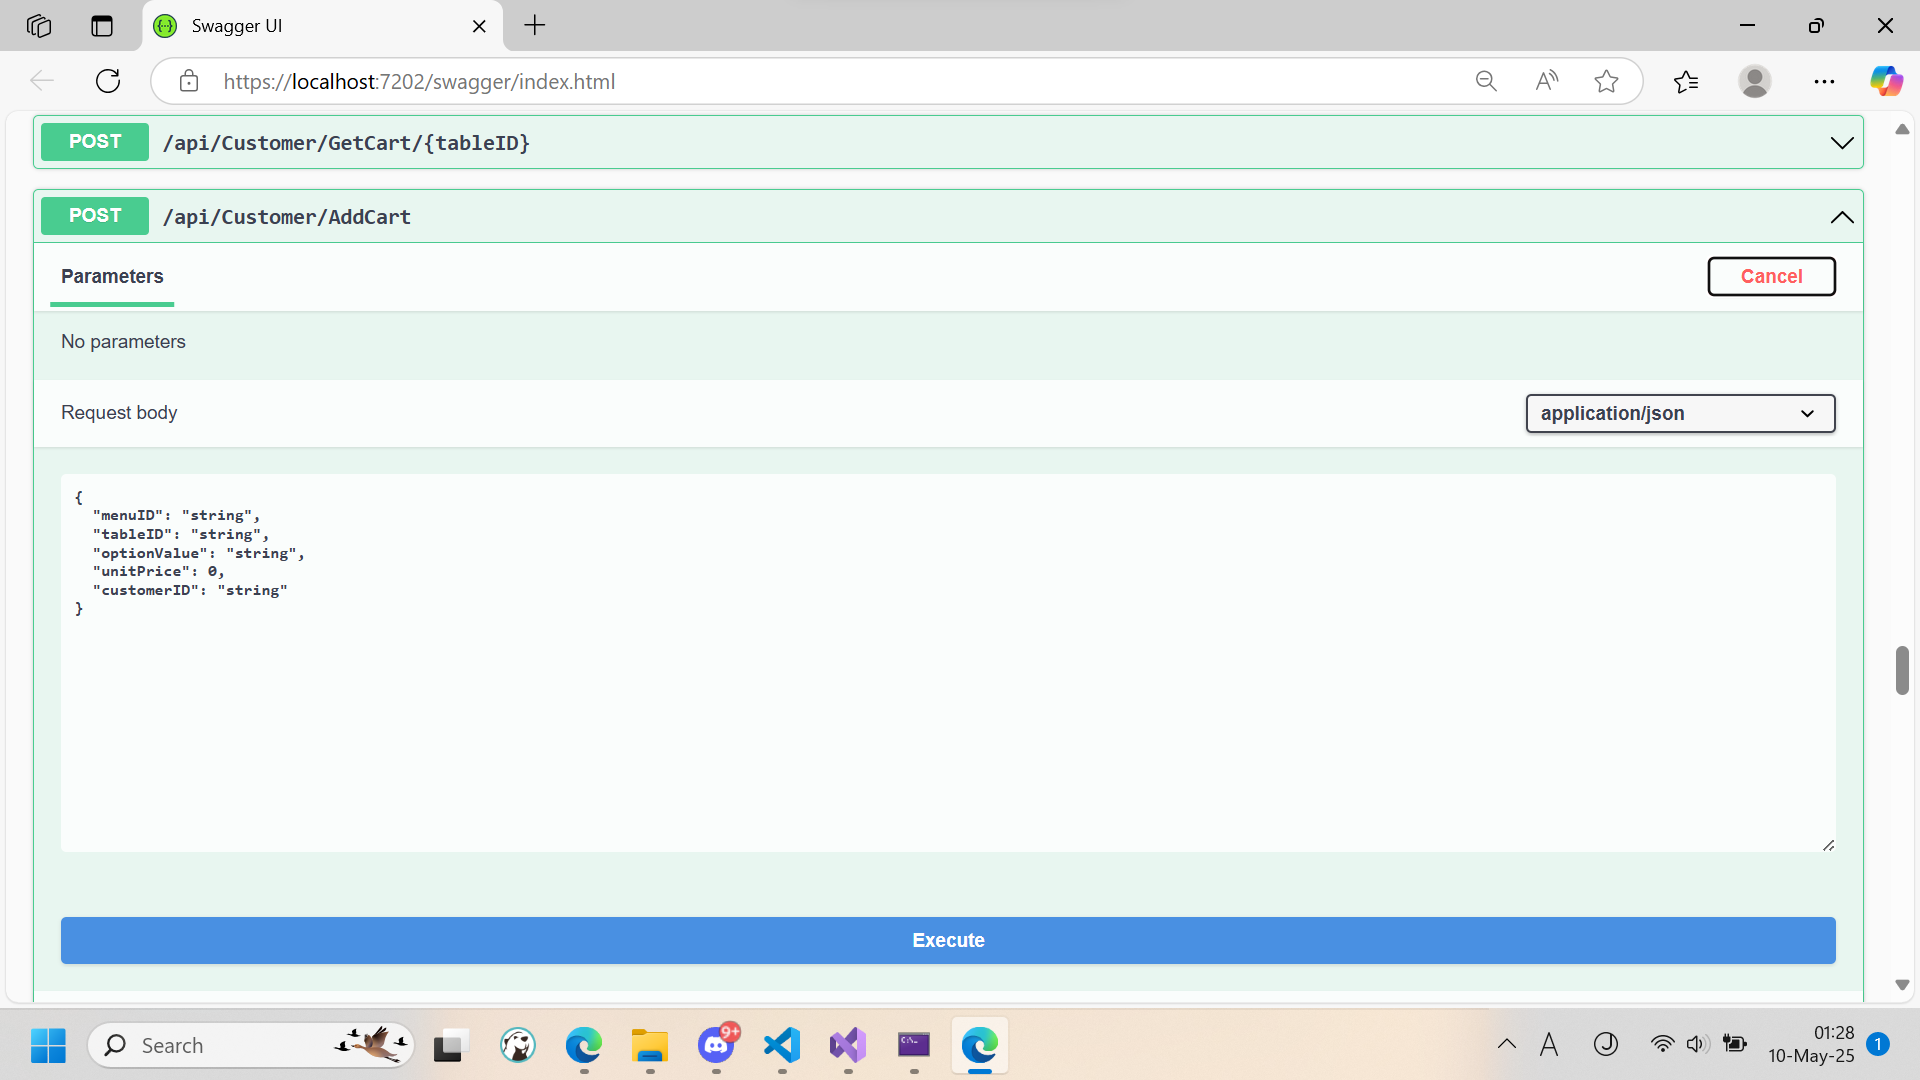 Swagger UI
https://localhost:7202/swagger/index.html
POST /api/Customer/GetCart/{tableID}
POST /api/Customer/AddCart
Parameters
Cancel
No parameters
Request body
application/json
{
"menuID": "string",
"tableID": "string",
"optionValue": "string",
"unitPrice": 0,
"customerID": "string"
}
Execute
Search
9+
01:28
10-May-25
1